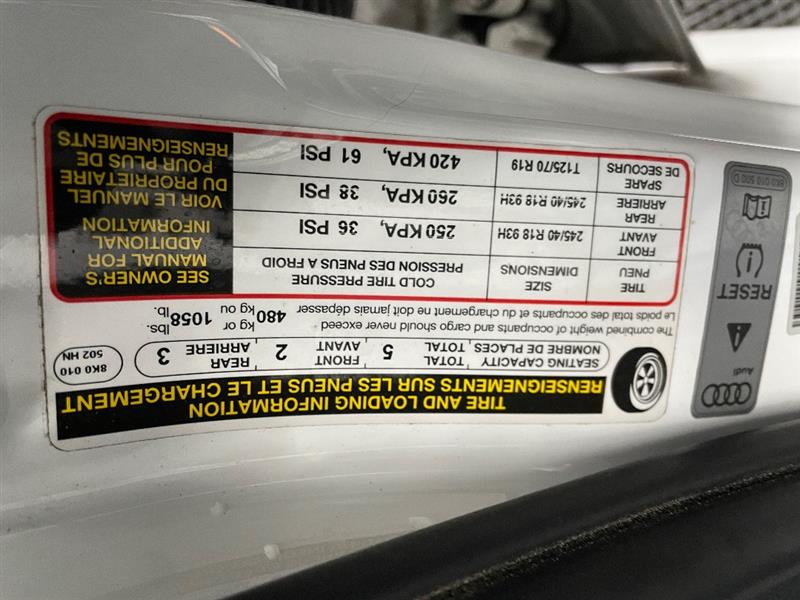 TIRE AND LOADING INFORMATION
RENSEIGNEMENTS SUR LES PNEUS ET LE CHARGEMENT
SEATING CAPACITY TOTAL 5 FRONT 2 REAR 3
NOMBRE DE PLACES TOTAL AVANT ARRIERE
8K0 010
502 HN
The combined weight of occupants and cargo should never exceed
Le poids total des occupants et du chargement ne doit jamais dépasser
480 kg or kg ou 1058 lbs. lb.
TIRE SIZE COLD TIRE PRESSURE
PNEU DIMENSIONS PRESSION DES PNEUS A FROID
FRONT
AVANT 245/40 R18 93H 250 KPA, 36 PSI
REAR
ARRIERE 245/40 R18 93H 260 KPA, 38 PSI
SPARE
DE SECOURS T125/70 R19 420 KPA, 61 PSI
SEE OWNER'S
MANUAL FOR
ADDITIONAL
INFORMATION
VOIR LE MANUEL
DU PROPRIETAIRE
POUR PLUS DE
RENSEIGNEMENTS
Audi
RESET
8K0 010 500 D